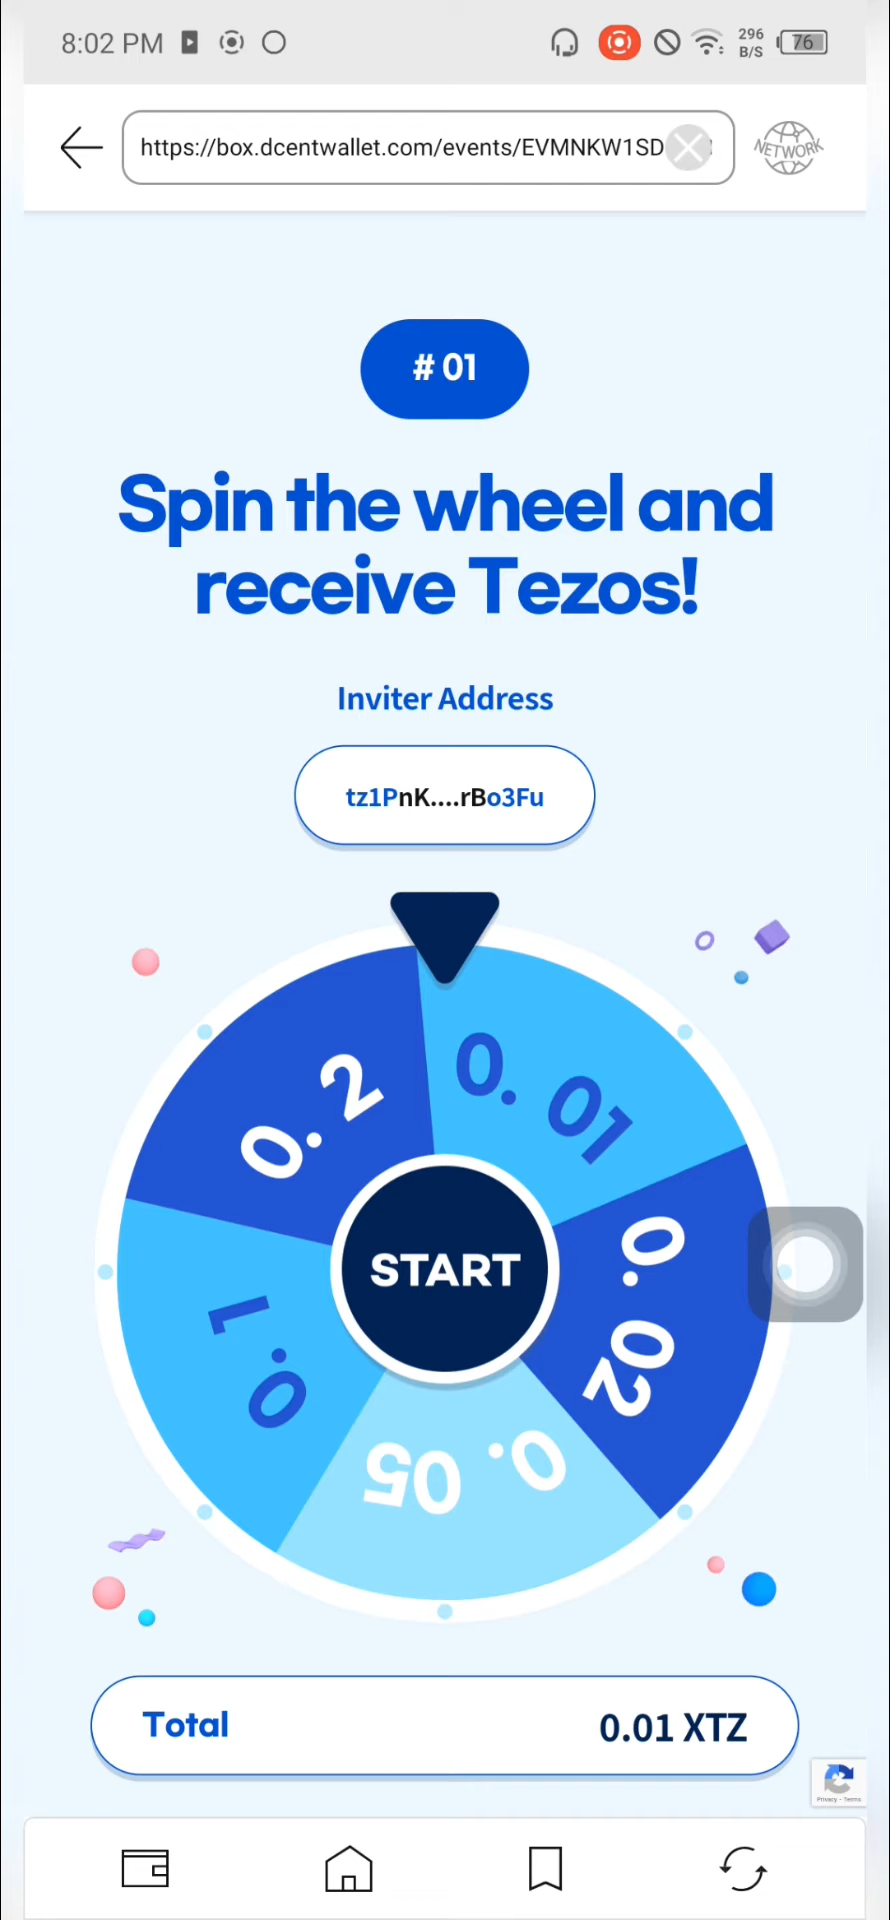 8:02 PM
296
B/S
76
https://box.dcentwallet.com/events/EVMNKW1SD
NETWORK
# 01
Spin the wheel and
receive Tezos!
Inviter Address
tz1PnK....rBo3Fu
0. 2
0. 01
0. 02
0. 05
0. 1
START
Total
0.01 XTZ
Privacy - Terms